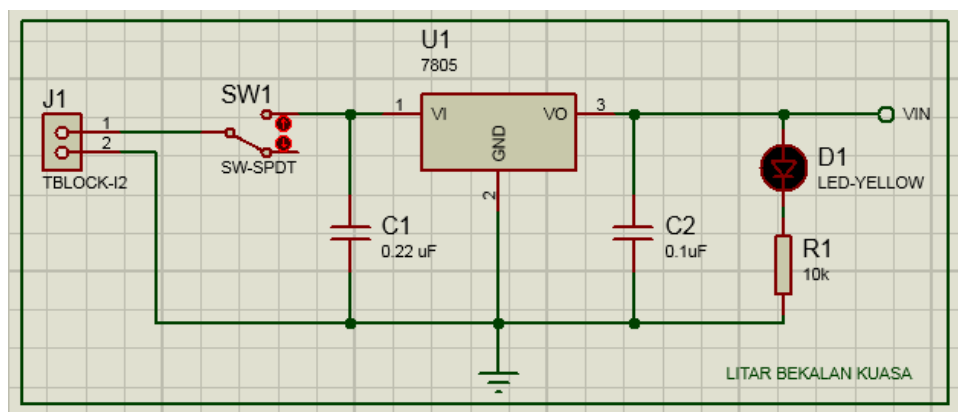 U1
7805
J1
SW1
1
2
TBLOCK-I2
SW-SPDT
1
VI
VO
3
GND
2
VIN
D1
LED-YELLOW
C1
0.22 uF
C2
0.1uF
R1
10k
LITAR BEKALAN KUASA